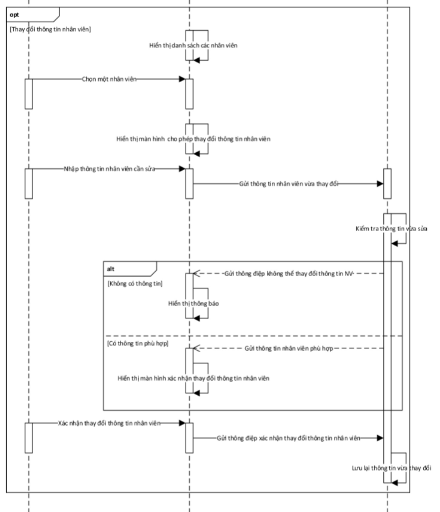 opt
[Thay đổi thông tin nhân viên]
Hiển thị danh sách các nhân viên
Chọn một nhân viên
Hiển thị màn hình cho phép thay đổi thông tin nhân viên
Nhập thông tin nhân viên cần sửa
Gửi thông tin nhân viên vừa thay đổi
Kiểm tra thông tin vừa sửa
alt
[Không có thông tin]
Gửi thông điệp không thể thay đổi thông tin NV
Hiển thị thông báo
[Có thông tin phù hợp]
Gửi thông tin nhân viên phù hợp
Hiển thị màn hình xác nhận thay đổi thông tin nhân viên
Xác nhận thay đổi thông tin nhân viên
Gửi thông điệp xác nhận thay đổi thông tin nhân viên
Lưu lại thông tin vừa thay đổi